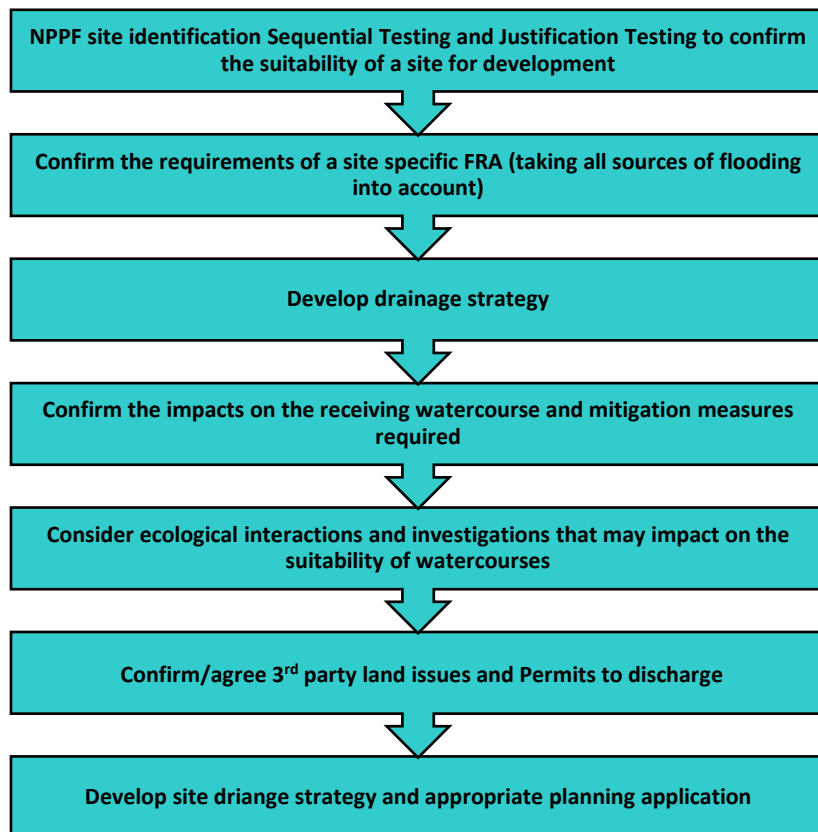 NPPF site identification Sequential Testing and Justification Testing to confirm
the suitability of a site for development
Confirm the requirements of a site specific FRA (taking all sources of flooding
into account)
Develop drainage strategy
Confirm the impacts on the receiving watercourse and mitigation measures
required
Consider ecological interactions and investigations that may impact on the
suitability of watercourses
Confirm/agree 3rd party land issues and Permits to discharge
Develop site driange strategy and appropriate planning application